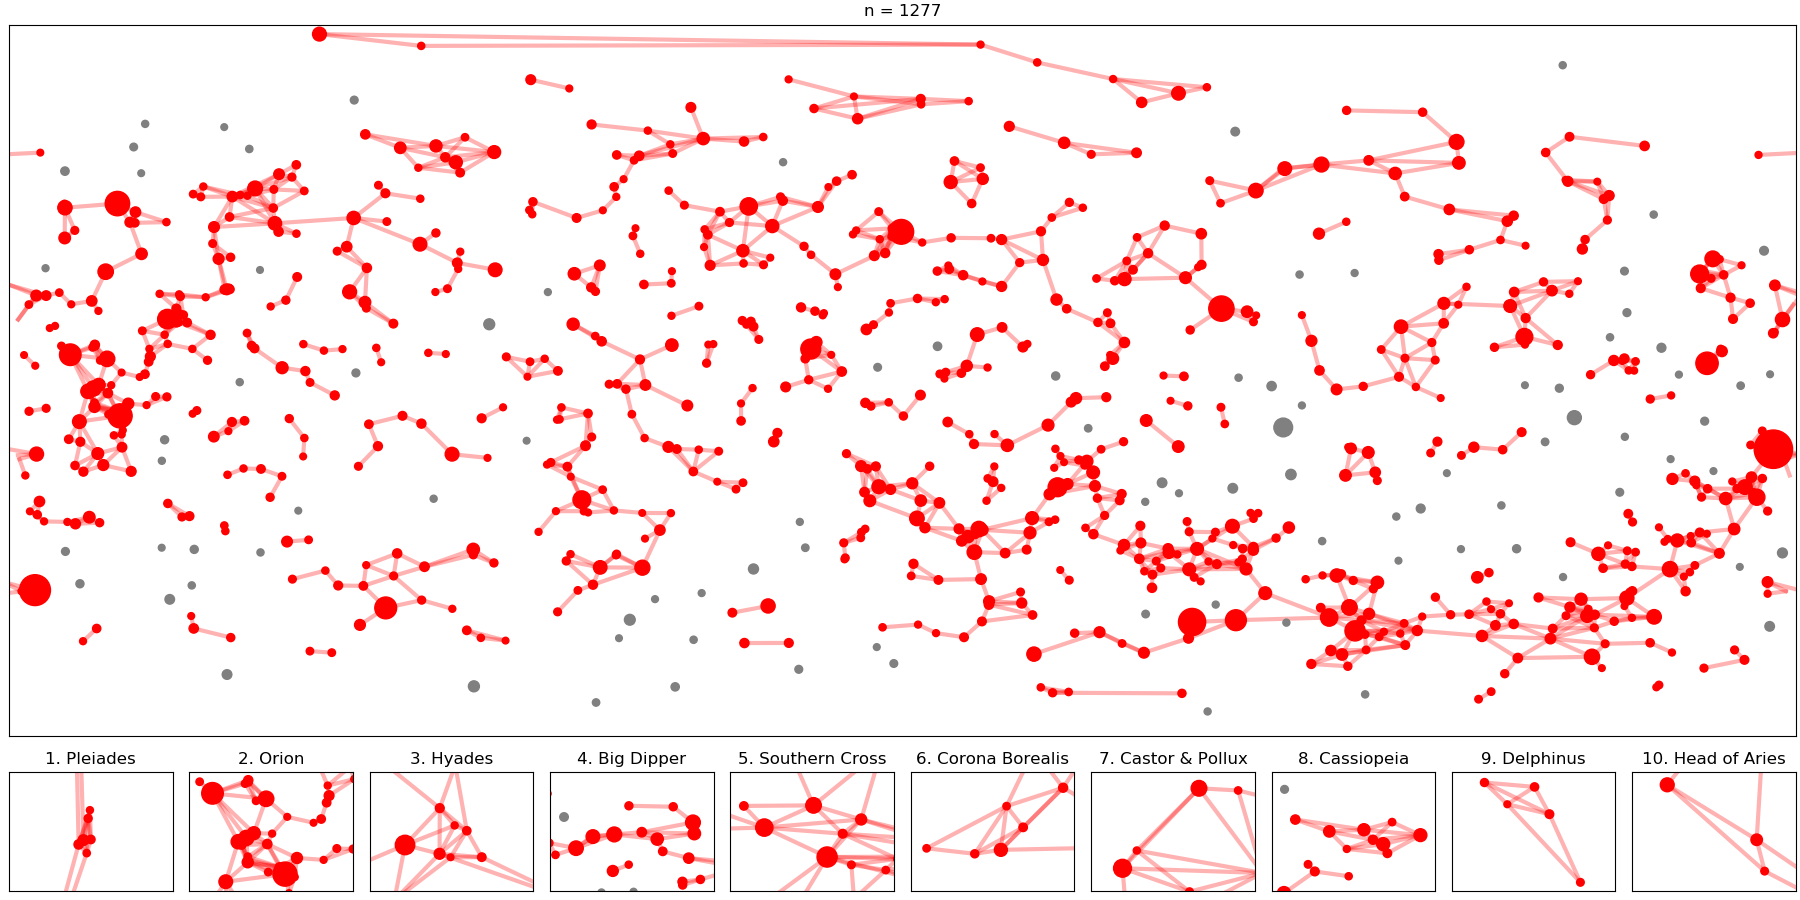 n = 1277
1. Pleiades
2. Orion
3. Hyades
4. Big Dipper
5. Southern Cross
6. Corona Borealis
7. Castor & Pollux
8. Cassiopeia
9. Delphinus
10. Head of Aries